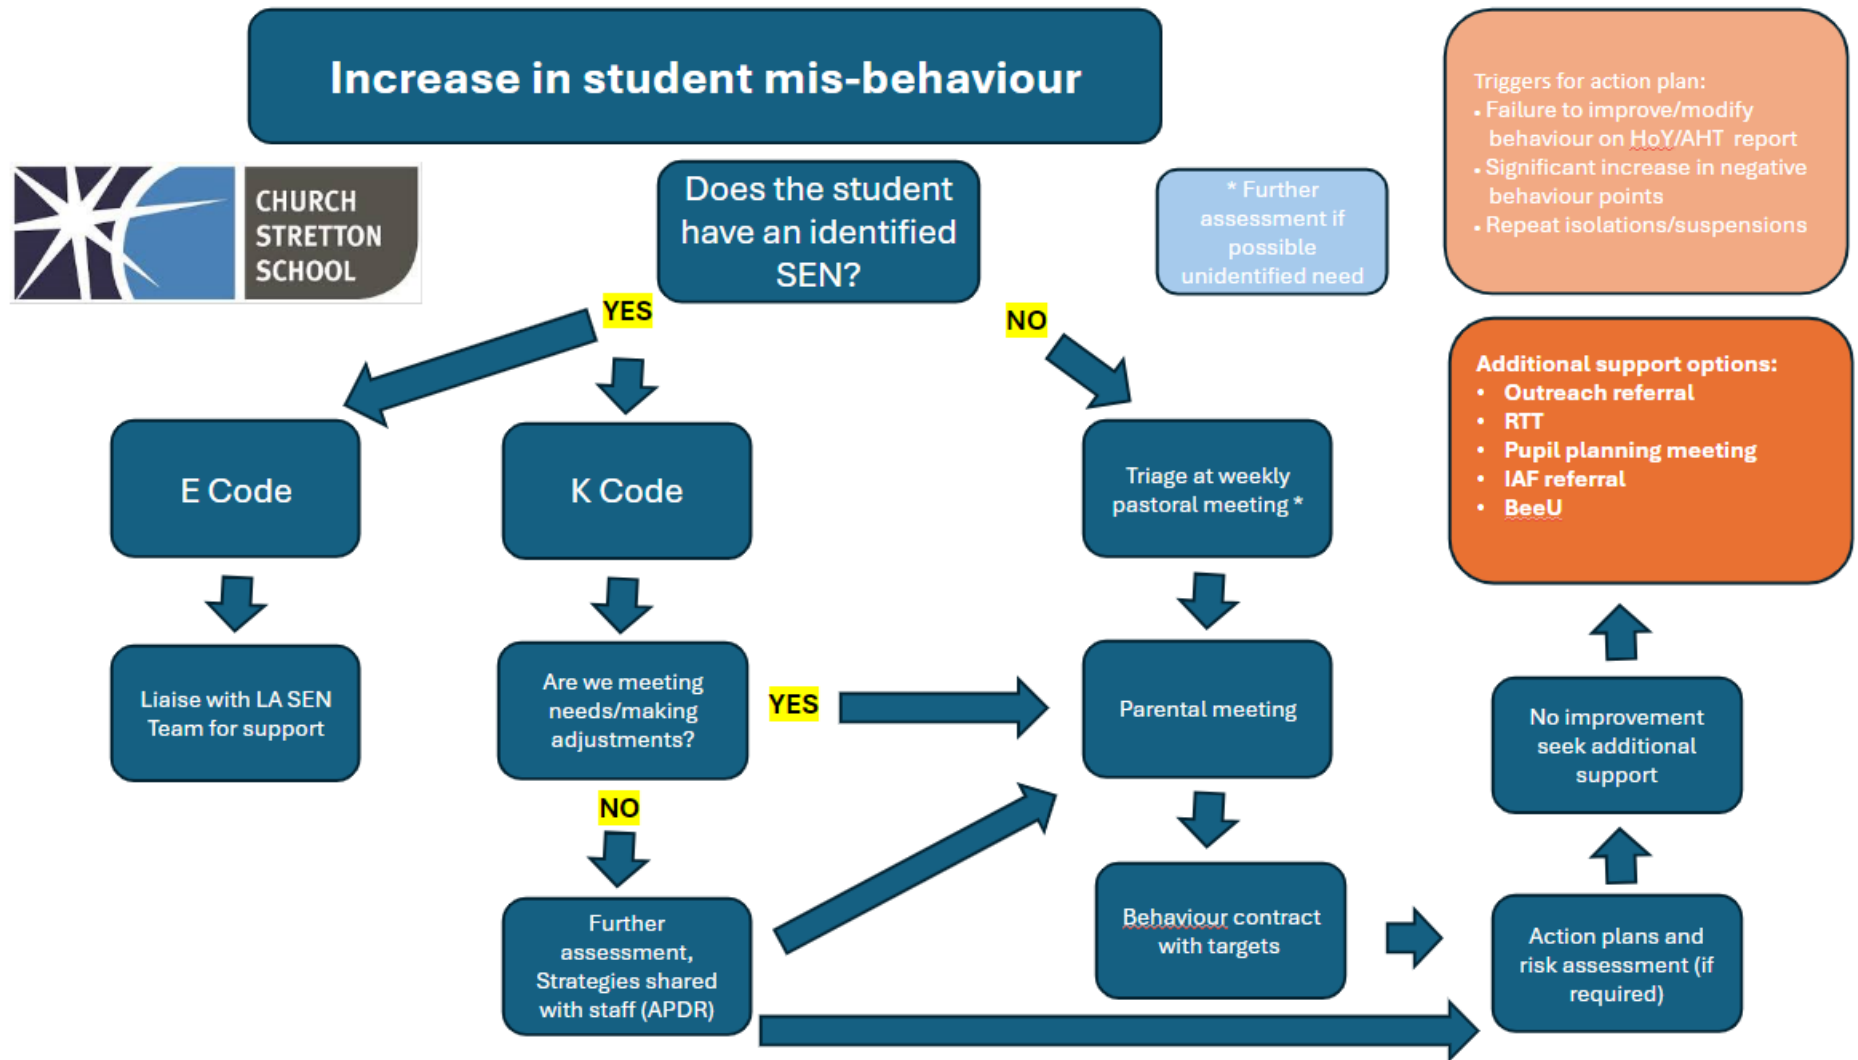 Increase in student mis-behaviour
CHURCH
STRETTON
SCHOOL
Does the student
have an identified
SEN?
* Further
assessment if
possible
unidentified need
Triggers for action plan:
• Failure to improve/modify
behaviour on HoY/AHT report
• Significant increase in negative
behaviour points
• Repeat isolations/suspensions
YES
NO
E Code
K Code
Triage at weekly
pastoral meeting *
Additional support options:
• Outreach referral
• RTT
• Pupil planning meeting
• IAF referral
• BeeU
Liaise with LA SEN
Team for support
Are we meeting
needs/making
adjustments?
YES
Parental meeting
No improvement
seek additional
support
NO
Further
assessment,
Strategies shared
with staff (APDR)
Behaviour contract
with targets
Action plans and
risk assessment (if
required)